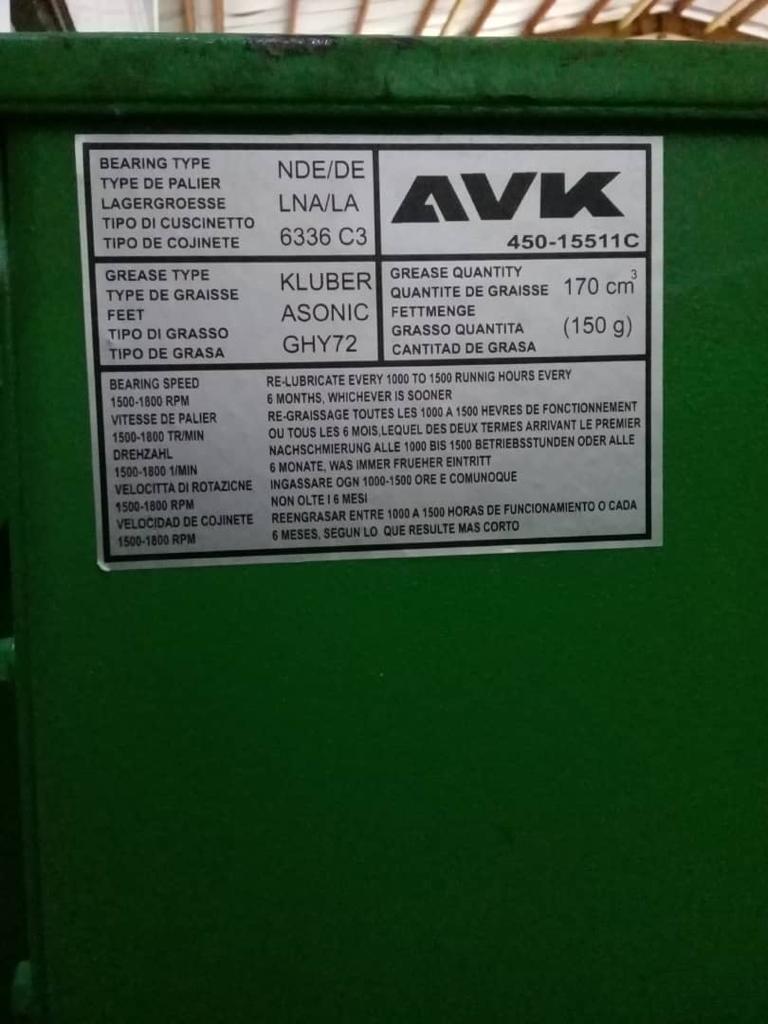 BEARING TYPE
TYPE DE PALIER
LAGERGROESSE
TIPO DI CUSCINETTO
TIPO DE COJINETE
NDE/DE
LNA/LA
6336 C3
AVK
450-15511C
GREASE TYPE
TYPE DE GRAISSE
FEET
TIPO DI GRASSO
TIPO DE GRASA
KLUBER
ASONIC
GHY72
GREASE QUANTITY
QUANTITE DE GRAISSE
FETTMENGE
GRASSO QUANTITA
CANTITAD DE GRASA
170 cm³
(150 g)
BEARING SPEED
1500-1800 RPM
VITESSE DE PALIER
1500-1800 TR/MIN
DREHZAHL
1500-1800 1/MIN
VELOCITTA DI ROTAZICNE
1500-1800 RPM
VELOCIDAD DE COJINETE
1500-1800 RPM
RE-LUBRICATE EVERY 1000 TO 1500 RUNNIG HOURS EVERY
6 MONTHS, WHICHEVER IS SOONER
RE-GRAISSAGE TOUTES LES 1000 A 1500 HEVRES DE FONCTIONNEMENT
OU TOUS LES 6 MOIS,LEQUEL DES DEUX TERMES ARRIVANT LE PREMIER
NACHSCHMIERUNG ALLE 1000 BIS 1500 BETRIEBSSTUNDEN ODER ALLE
6 MONATE, WAS IMMER FRUEHER EINTRITT
INGASSARE OGN 1000-1500 ORE E COMUNOQUE
NON OLTE I 6 MESI
REENGRASAR ENTRE 1000 A 1500 HORAS DE FUNCIONAMIENTO O CADA
6 MESES, SEGUN LO QUE RESULTE MAS CORTO